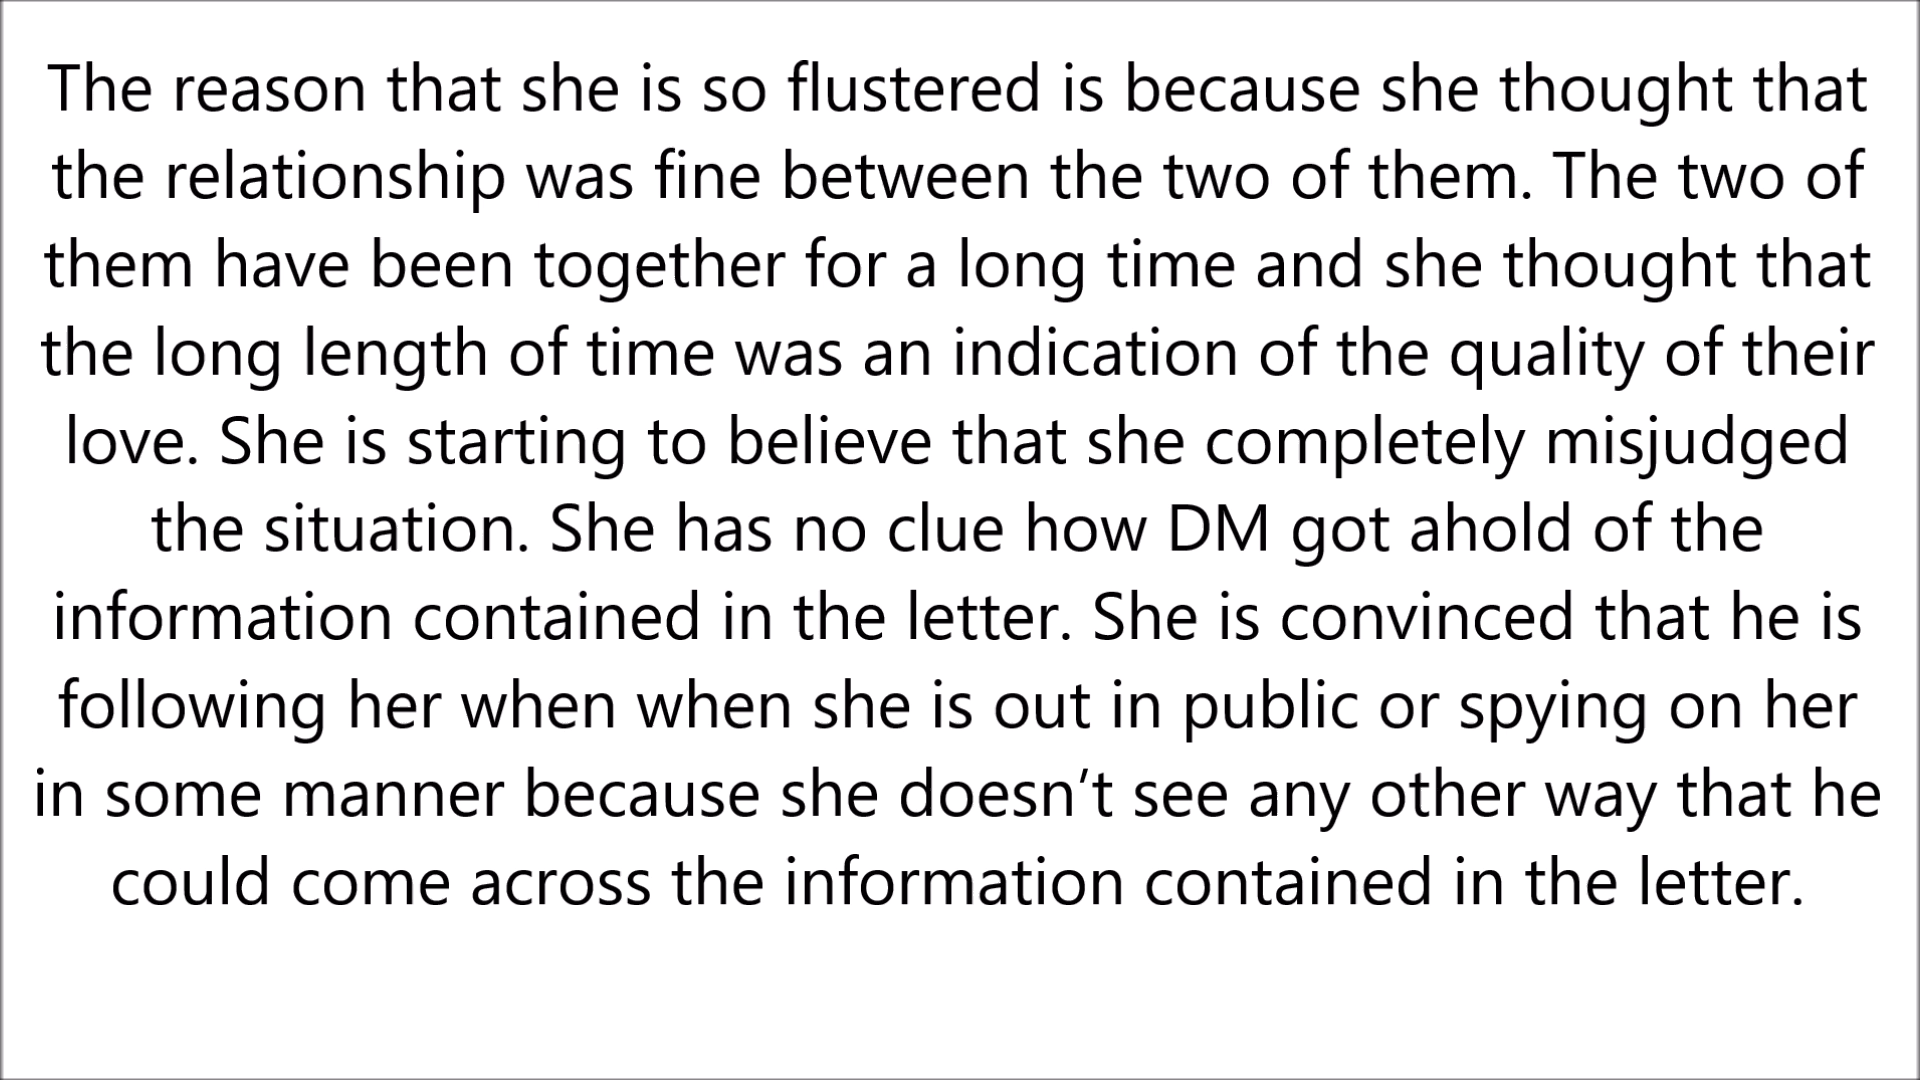 The reason that she is so flustered is because she thought that
the relationship was fine between the two of them. The two of
them have been together for a long time and she thought that
the long length of time was an indication of the quality of their
love. She is starting to believe that she completely misjudged
the situation. She has no clue how DM got ahold of the
information contained in the letter. She is convinced that he is
following her when when she is out in public or spying on her
in some manner because she doesn’t see any other way that he
could come across the information contained in the letter.